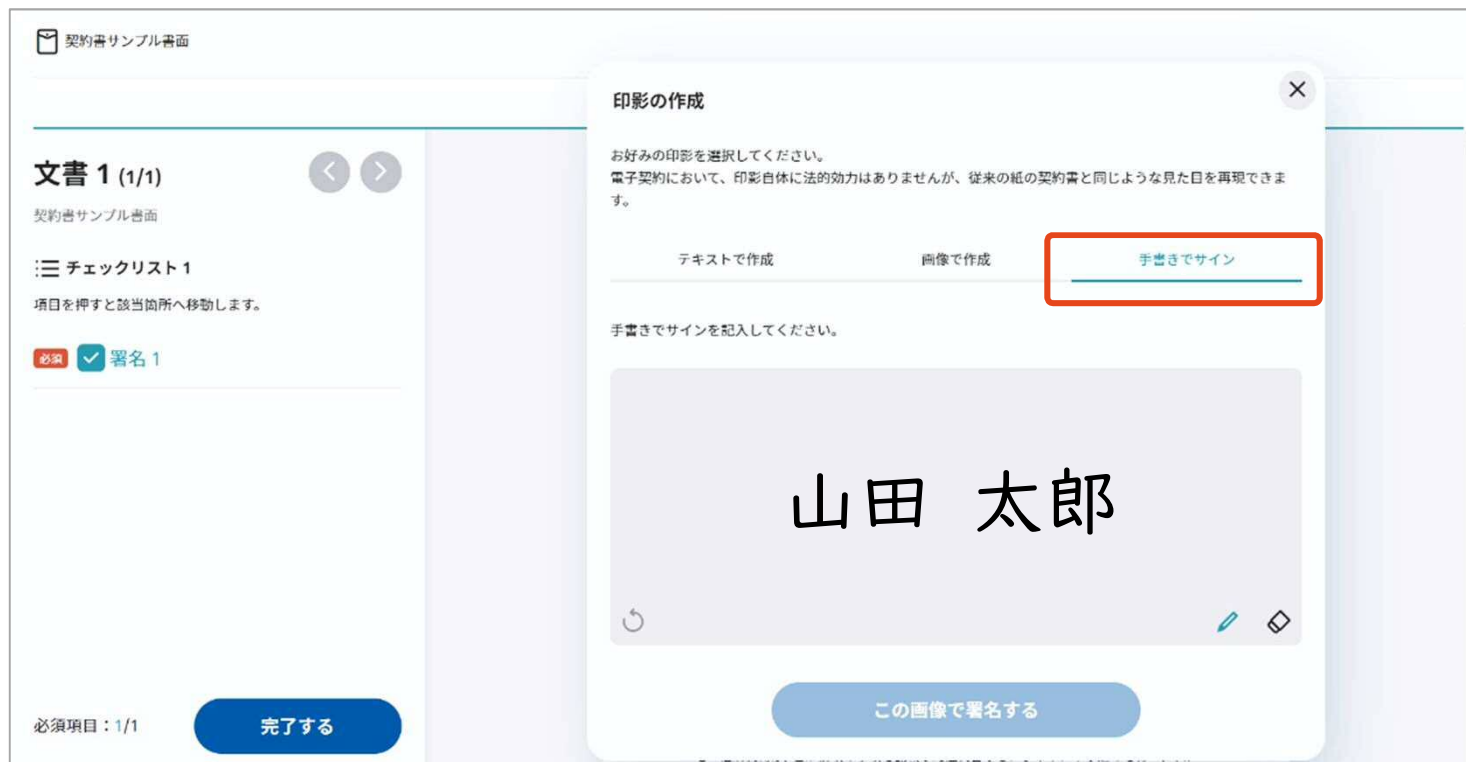 契約書サンプル書面
文書 1 (1/1)
契約書サンプル書面
チェックリスト 1
項目を押すと該当箇所へ移動します。
必須 署名 1
必須項目：1/1
完了する
印影の作成
お好みの印影を選択してください。
電子契約において、印影自体に法的効力はありませんが、従来の紙の契約書と同じような見た目を再現できま
す。
テキストで作成 画像で作成 手書きでサイン
手書きでサインを記入してください。
山田 太郎
この画像で署名する